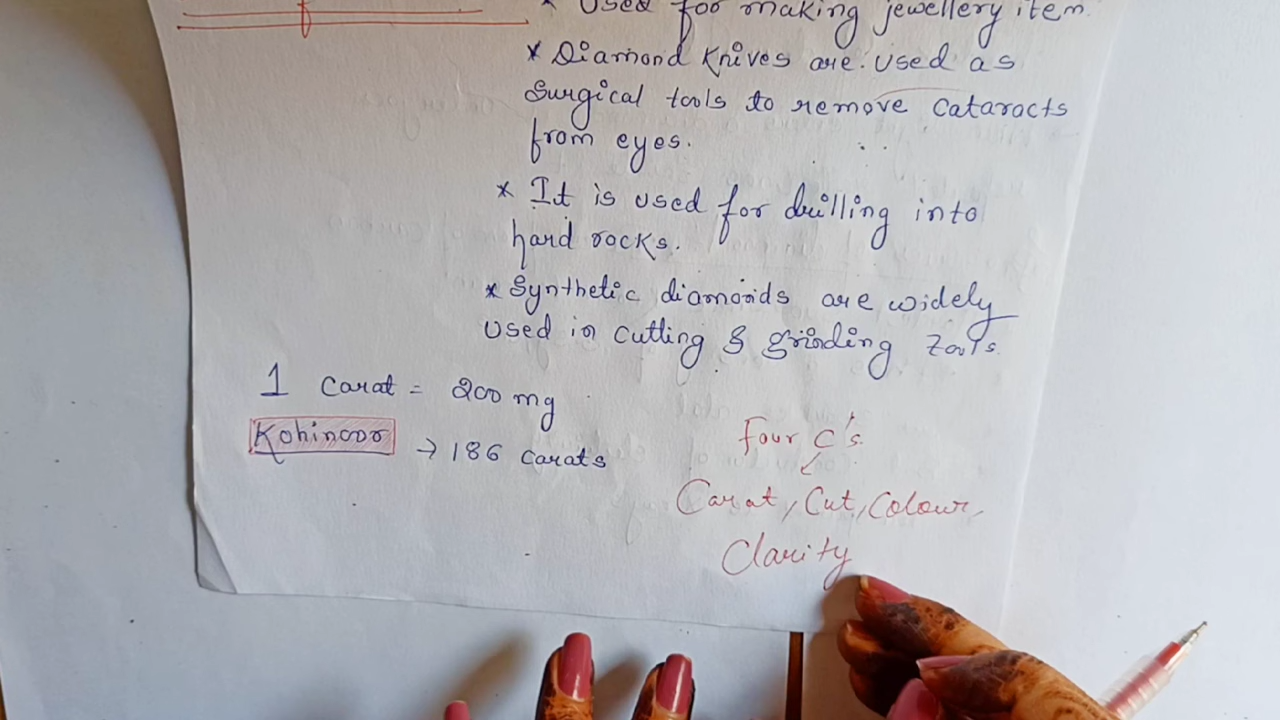 * Used for making jewellery item
* Diamond knives are used as
Surgical tools to remove cataracts
from eyes.
* It is used for drilling into
hard rocks.
* Synthetic diamonds are widely
used in cutting & grinding tools.
1 carat = 200 mg
Kohinoor → 186 carats
Four C's.
Carat, Cut, Colour,
Clarity